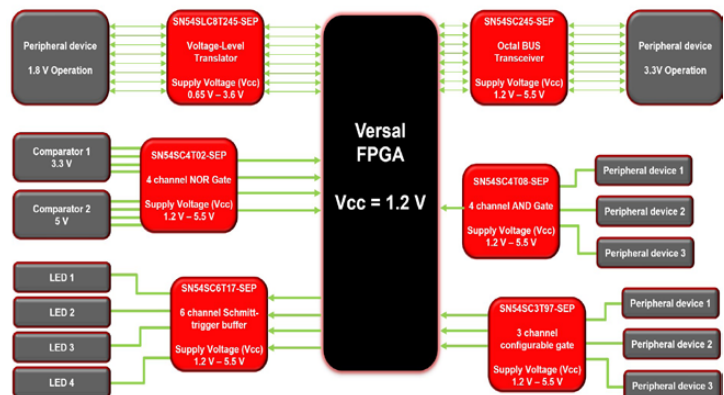 Peripheral device
1.8 V Operation
SN54SLC8T245-SEP
Voltage-Level
Translator
Supply Voltage (Vcc)
0.65 V – 3.6 V
Versal
FPGA
Vcc = 1.2 V
SN54SC245-SEP
Octal BUS
Transceiver
Supply Voltage (Vcc)
1.2 V – 5.5 V
Peripheral device
3.3V Operation
Comparator 1
3.3 V
Comparator 2
5 V
SN54SC4T02-SEP
4 channel NOR Gate
Supply Voltage (Vcc)
1.2 V – 5.5 V
SN54SC4T08-SEP
4 channel AND Gate
Supply Voltage (Vcc)
1.2 V – 5.5 V
Peripheral device 1
Peripheral device 2
Peripheral device 3
LED 1
LED 2
LED 3
LED 4
SN54SC6T17-SEP
6 channel Schmitt-
trigger buffer
Supply Voltage (Vcc)
1.2 V – 5.5 V
SN54SC3T97-SEP
3 channel
configurable gate
Supply Voltage (Vcc)
1.2 V – 5.5 V
Peripheral device 1
Peripheral device 2
Peripheral device 3